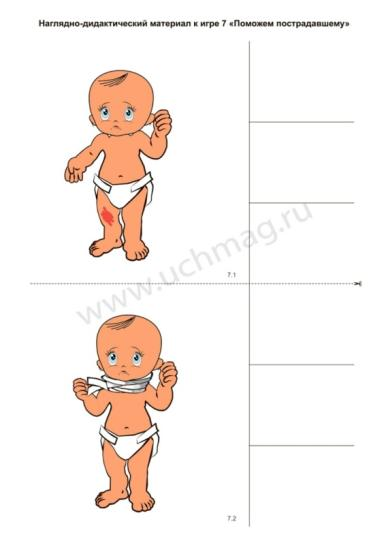 Наглядно-дидактический материал к игре 7 «Поможем пострадавшему»
7.1
www.uchmag.ru
7.2